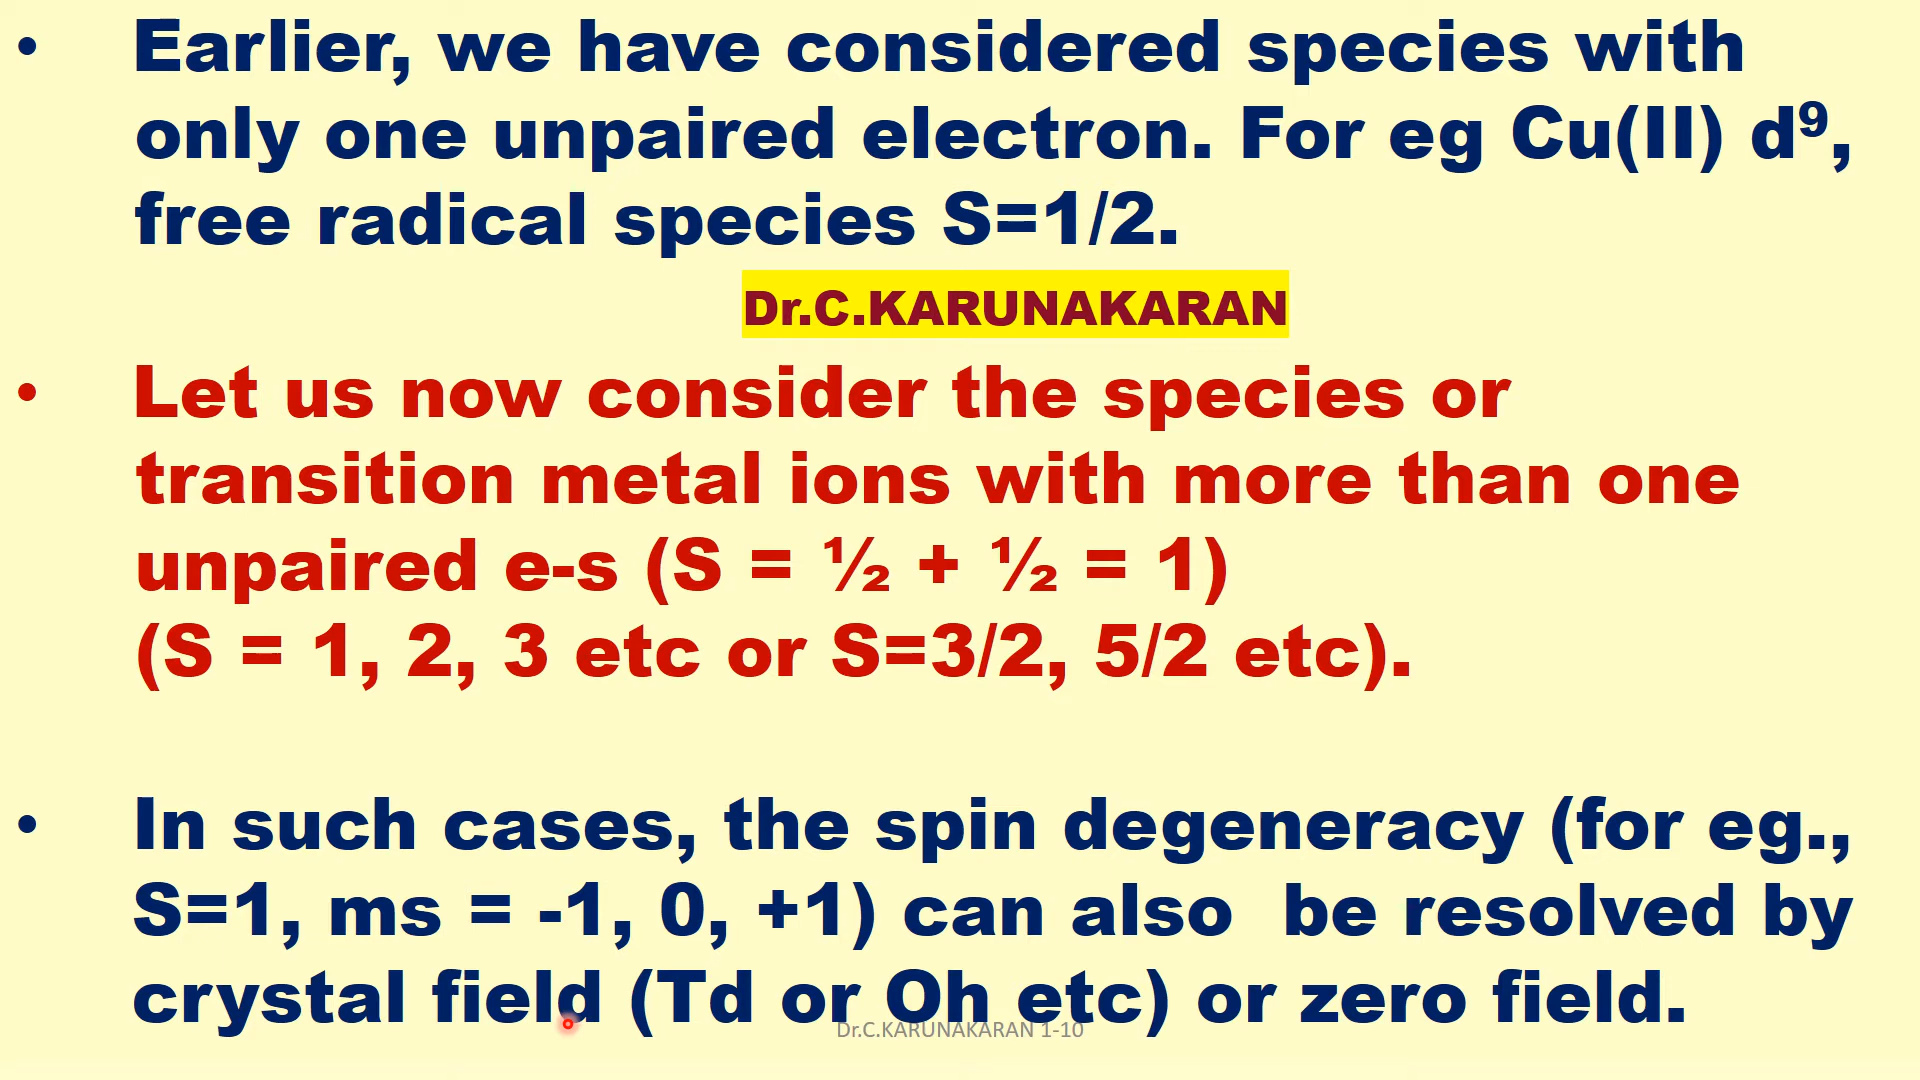 • Earlier, we have considered species with
only one unpaired electron. For eg Cu(II) d⁹,
free radical species S=1/2.
Dr.C.KARUNAKARAN
• Let us now consider the species or
transition metal ions with more than one
unpaired e-s (S = ½ + ½ = 1)
(S = 1, 2, 3 etc or S=3/2, 5/2 etc).
• In such cases, the spin degeneracy (for eg.,
S=1, ms = -1, 0, +1) can also  be resolved by
crystal field (Td or Oh etc) or zero field.
Dr.C.KARUNAKARAN 1-10